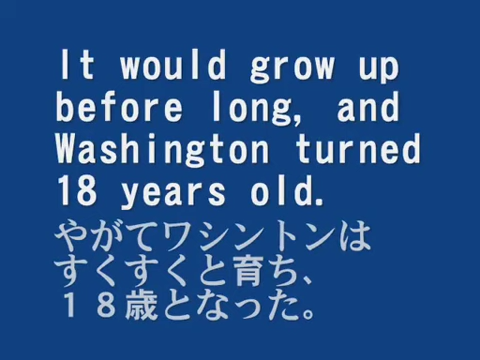 It would grow up
before long, and
Washington turned
18 years old.
やがてワシントンは
すくすくと育ち、
１８歳となった。